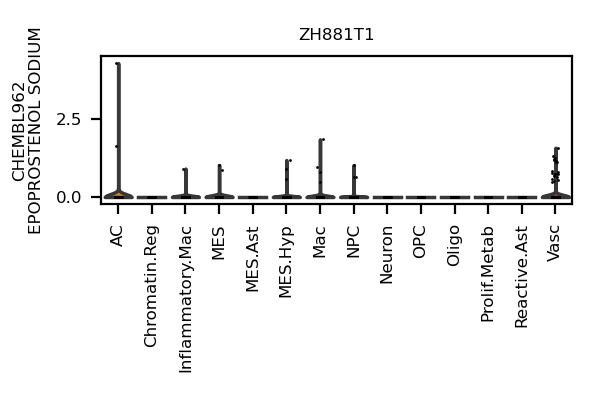 ZH881T1
CHEMBL962
EPOPROSTENOL SODIUM
2.5
0.0
AC
Chromatin.Reg
Inflammatory.Mac
MES
MES.Ast
MES.Hyp
Mac
NPC
Neuron
OPC
Oligo
Prolif.Metab
Reactive.Ast
Vasc